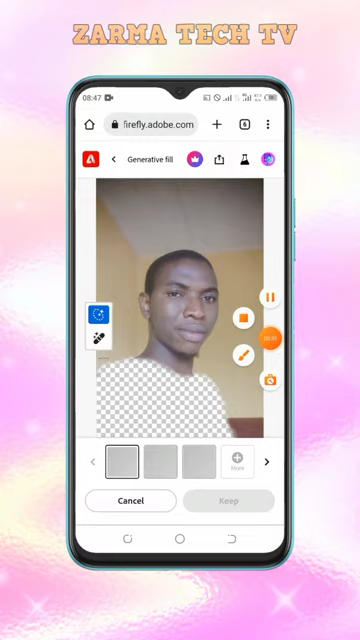 ZARMA TECH TV
08:47
firefly.adobe.com
6
Generative fill
More
Cancel
Keep